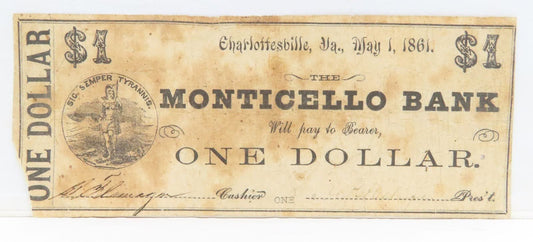 ONE DOLLAR
$1
Charlottesville, Va., May 1, 1861.
$1
SIC SEMPER TYRANNIS.
THE
MONTICELLO BANK
Will pay to Bearer,
ONE DOLLAR.
Cashier
ONE
Pres't.